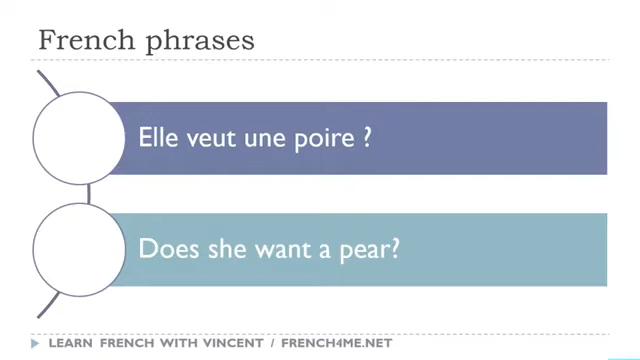 French phrases
Elle veut une poire ?
Does she want a pear?
LEARN FRENCH WITH VINCENT / FRENCH4ME.NET